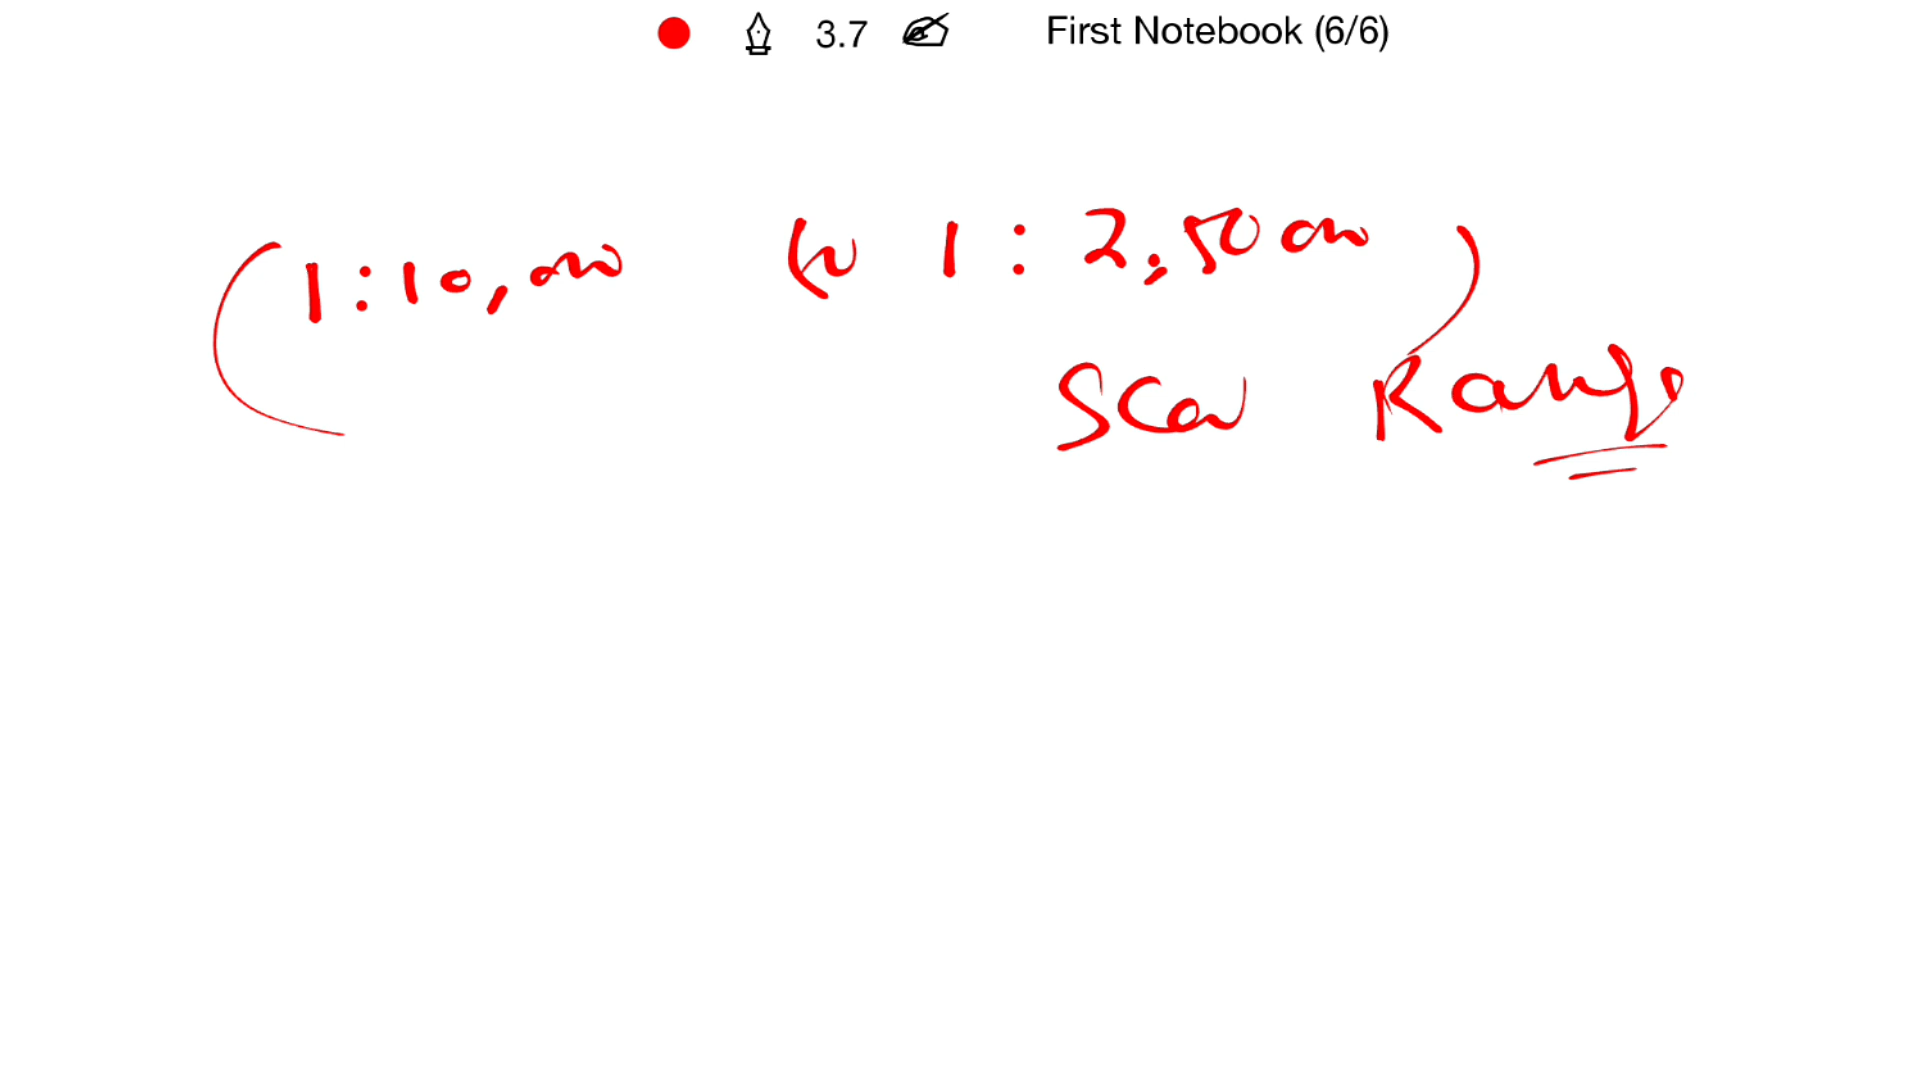 3.7 First Notebook (6/6)
(1:10,000 to 1:2,50000)
Scale Range